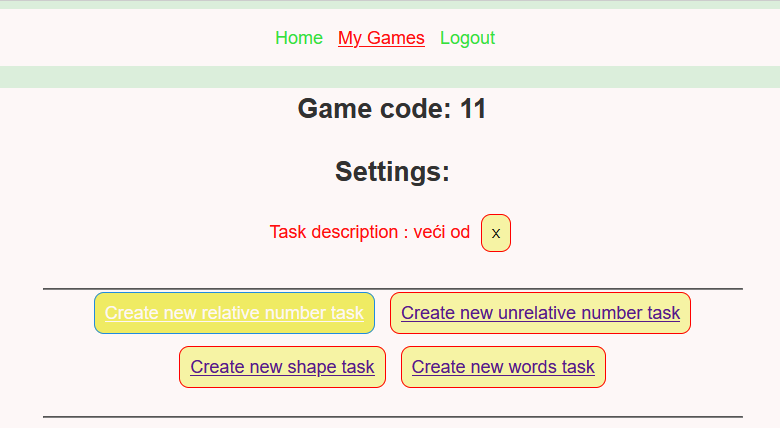 Home My Games Logout
Game code: 11
Settings:
Task description : veći od x
Create new relative number task Create new unrelative number task
Create new shape task Create new words task